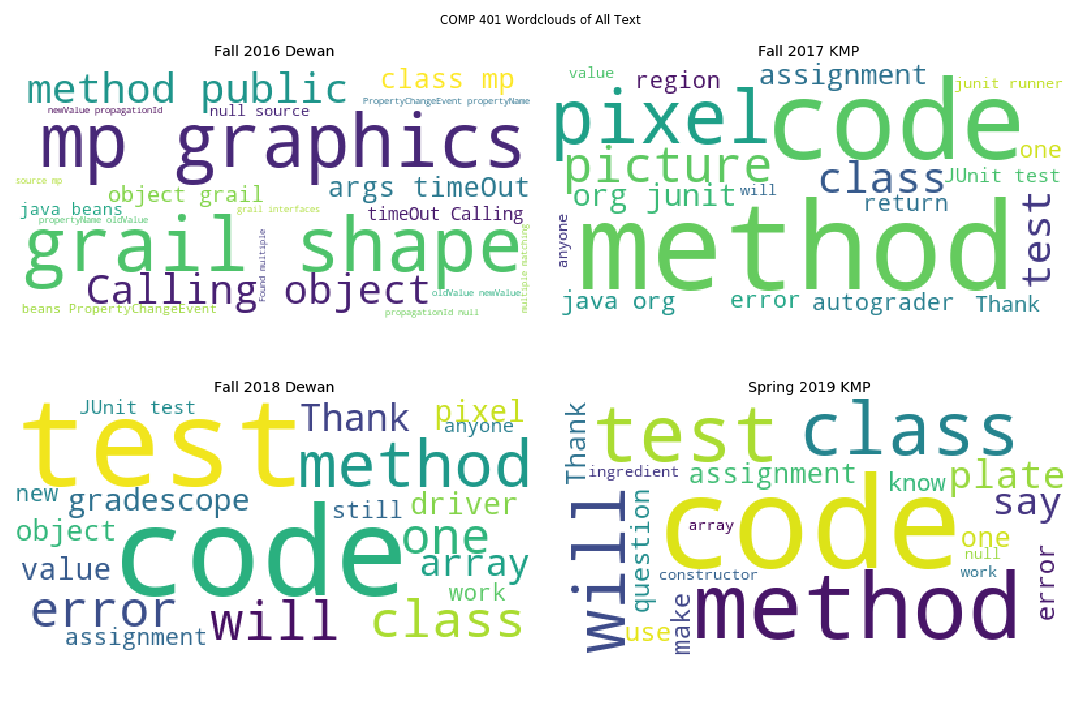 COMP 401 Wordclouds of All Text
Fall 2016 Dewan
method public
class mp
PropertyChangeEvent propertyName
newValue propagationId
null source
mp graphics
source mp
object grail
args timeOut
java beans
grail interfaces
timeOut Calling
propertyName oldValue
grail shape
Found multiple
multiple matching
Calling object
oldValue newValue
beans PropertyChangeEvent
propagationId null
Fall 2017 KMP
value
region
assignment
junit runner
pixel
code
one
picture
class
JUnit test
org junit
will
return
anyone
method
test
java org
error
autograder
Thank
Fall 2018 Dewan
JUnit test
test
Thank
pixel
anyone
method
new
gradescope
still
driver
object
code
one
value
array
error
will
work
class
assignment
Spring 2019 KMP
Thank
test
class
ingredient
assignment
know
plate
will
question
code
say
array
one
null
constructor
work
error
use
make
method